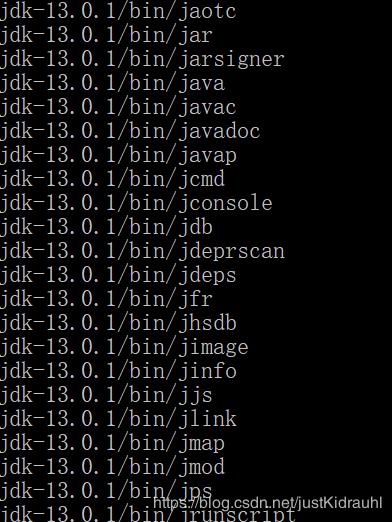 jdk-13.0.1/bin/jaotc
jdk-13.0.1/bin/jar
jdk-13.0.1/bin/jarsigner
jdk-13.0.1/bin/java
jdk-13.0.1/bin/javac
jdk-13.0.1/bin/javadoc
jdk-13.0.1/bin/javap
jdk-13.0.1/bin/jcmd
jdk-13.0.1/bin/jconsole
jdk-13.0.1/bin/jdb
jdk-13.0.1/bin/jdeprscan
jdk-13.0.1/bin/jdeps
jdk-13.0.1/bin/jfr
jdk-13.0.1/bin/jhsdb
jdk-13.0.1/bin/jimage
jdk-13.0.1/bin/jinfo
jdk-13.0.1/bin/jjs
jdk-13.0.1/bin/jlink
jdk-13.0.1/bin/jmap
jdk-13.0.1/bin/jmod
jdk-13.0.1/bin/jps
https://blog.csdn.net/justKidrauhl
jdk-13.0.1/bin/jrunscript